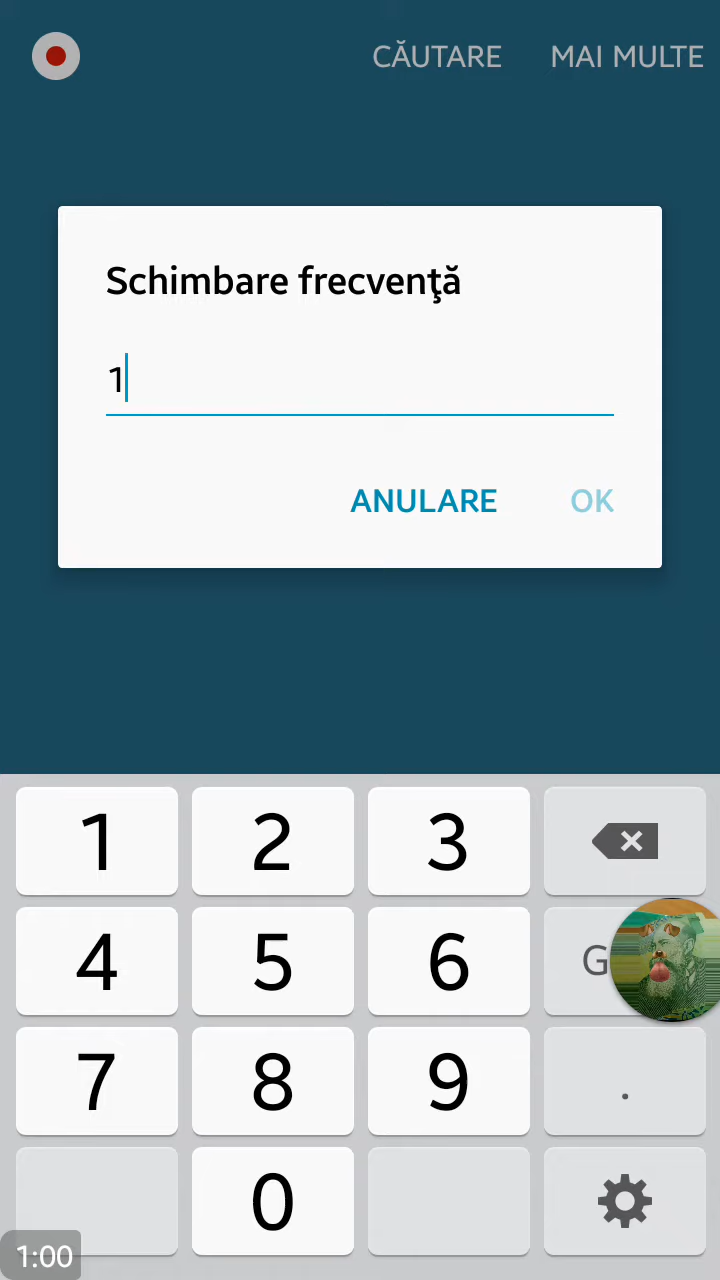 CĂUTARE MAI MULTE
Schimbare frecvenţă
1
ANULARE OK
1 2 3
4 5 6 G
7 8 9 .
0
1:00